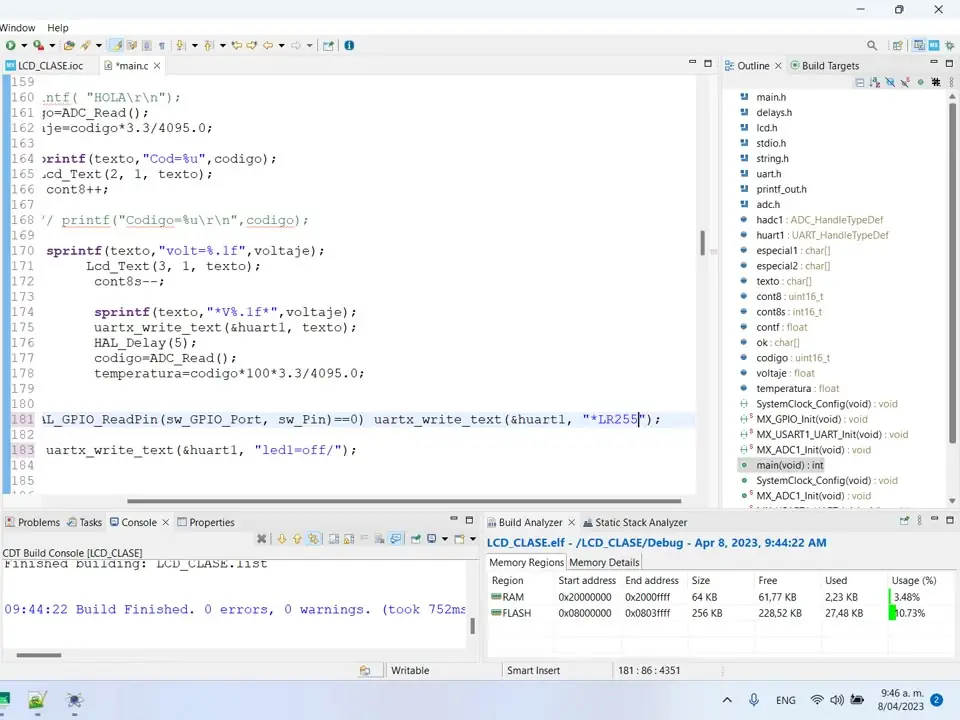 Window Help
LCD_CLASE.ioc *main.c
159
160 ntf( "HOLA\r\n");
161 go=ADC_Read();
162 aje=codigo*3.3/4095.0;
163
164 printf(texto,"Cod=%u",codigo);
165 Lcd_Text(2, 1, texto);
166 cont8++;
167
168 // printf("Codigo=%u\r\n",codigo);
169
170 sprintf(texto,"volt=%.1f",voltaje);
171 Lcd_Text(3, 1, texto);
172 cont8s--;
173
174 sprintf(texto,"*V%.1f*",voltaje);
175 uartx_write_text(&huart1, texto);
176 HAL_Delay(5);
177 codigo=ADC_Read();
178 temperatura=codigo*100*3.3/4095.0;
179
180
181 AL_GPIO_ReadPin(sw_GPIO_Port, sw_Pin)==0) uartx_write_text(&huart1, "*LR255");
182
183 uartx_write_text(&huart1, "led1=off/");
184
185
Outline Build Targets
main.h
delays.h
lcd.h
stdio.h
string.h
uart.h
printf_out.h
adc.h
hadc1 : ADC_HandleTypeDef
huart1 : UART_HandleTypeDef
especial1 : char[]
especial2 : char[]
texto : char[]
cont8 : uint16_t
cont8s : int16_t
contf : float
ok : char[]
codigo : uint16_t
voltaje : float
temperatura : float
SystemClock_Config(void) : void
MX_GPIO_Init(void) : void
MX_USART1_UART_Init(void) : void
MX_ADC1_Init(void) : void
main(void) : int
SystemClock_Config(void) : void
MX_ADC1_Init(void) : void
Problems Tasks Console Properties
CDT Build Console [LCD_CLASE]
Finished building: LCD_CLASE.list
09:44:22 Build Finished. 0 errors, 0 warnings. (took 752ms
Build Analyzer Static Stack Analyzer
LCD_CLASE.elf - /LCD_CLASE/Debug - Apr 8, 2023, 9:44:22 AM
Memory Regions Memory Details
Region Start address End address Size Free Used Usage (%)
RAM 0x20000000 0x2000ffff 64 KB 61,77 KB 2,23 KB 3.48%
FLASH 0x08000000 0x0803ffff 256 KB 228,52 KB 27,48 KB 10.73%
Writable Smart Insert 181 : 86 : 4351
ENG 9:46 a. m.
8/04/2023 2